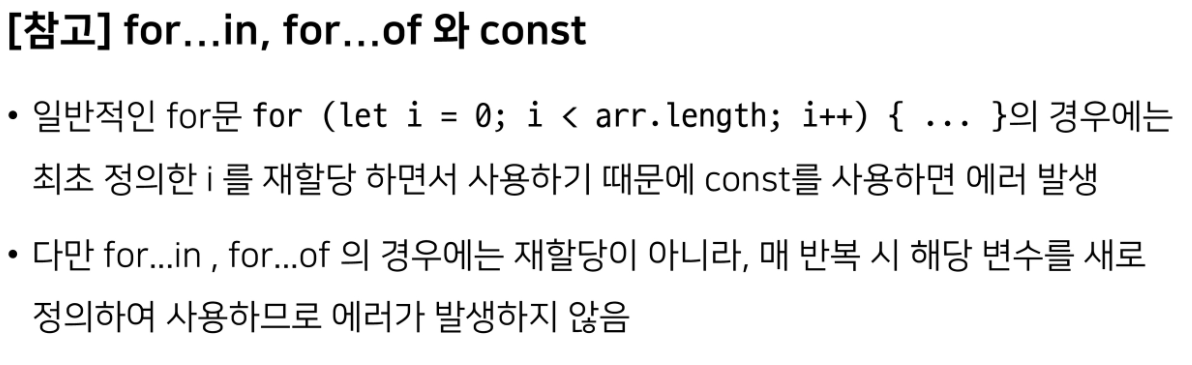 [참고] for…in, for…of 와 const
• 일반적인 for문 for (let i = 0; i < arr.length; i++) { ... }의 경우에는
최초 정의한 i 를 재할당 하면서 사용하기 때문에 const를 사용하면 에러 발생
• 다만 for…in , for…of 의 경우에는 재할당이 아니라, 매 반복 시 해당 변수를 새로
정의하여 사용하므로 에러가 발생하지 않음